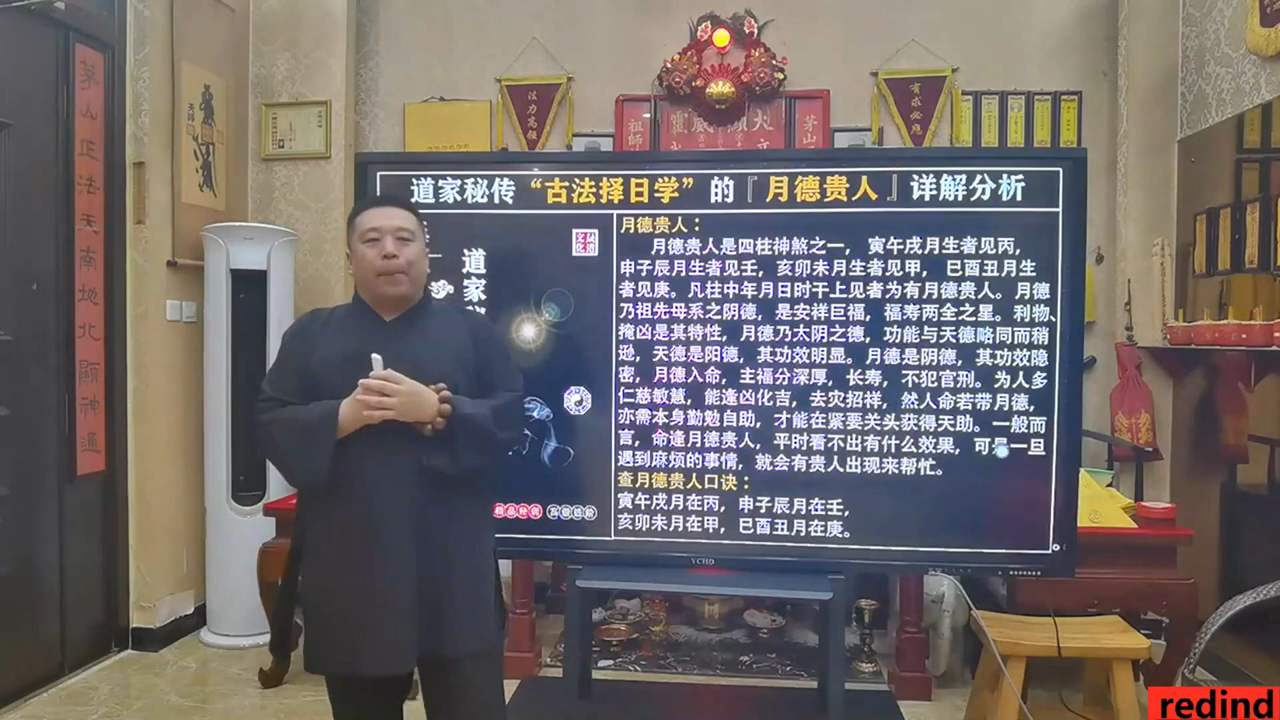 茅山正法天南地北顯神通
天師
法力高强
有求必應
祖師
茅山
道家秘传“古法择日学”的『月德贵人』详解分析
道家
月德贵人：
月德贵人是四柱神煞之一，寅午戌月生者见丙，
申子辰月生者见壬，亥卯未月生者见甲，巳酉丑月生
者见庚。凡柱中年月日时干上见者为有月德贵人。月德
乃祖先母系之阴德，是安祥巨福，福寿两全之星。利物、
掩凶是其特性，月德乃太阴之德，功能与天德略同而稍
逊，天德是阳德，其功效明显。月德是阴德，其功效隐
密，月德入命，主福分深厚，长寿，不犯官刑。为人多
仁慈敏慧，能逢凶化吉，去灾招祥，然人命若带月德，
亦需本身勤勉自助，才能在紧要关头获得天助。一般而
言，命逢月德贵人，平时看不出有什么效果，可是一旦
遇到麻烦的事情，就会有贵人出现来帮忙。
查月德贵人口诀：
寅午戌月在丙，申子辰月在壬，
亥卯未月在甲，巳酉丑月在庚。
YCHD
redind